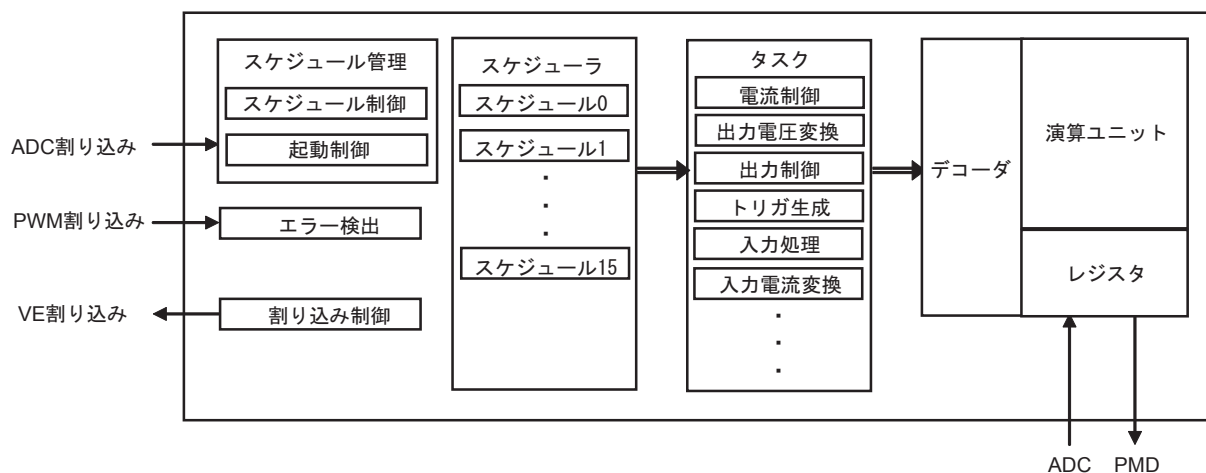 スケジュール管理
スケジュール制御
起動制御
ADC割り込み
PWM割り込み
エラー検出
VE割り込み
割り込み制御
スケジューラ
スケジュール0
スケジュール1
・
・
・
スケジュール15
タスク
電流制御
出力電圧変換
出力制御
トリガ生成
入力処理
入力電流変換
・
・
・
デコーダ
演算ユニット
レジスタ
ADC PMD